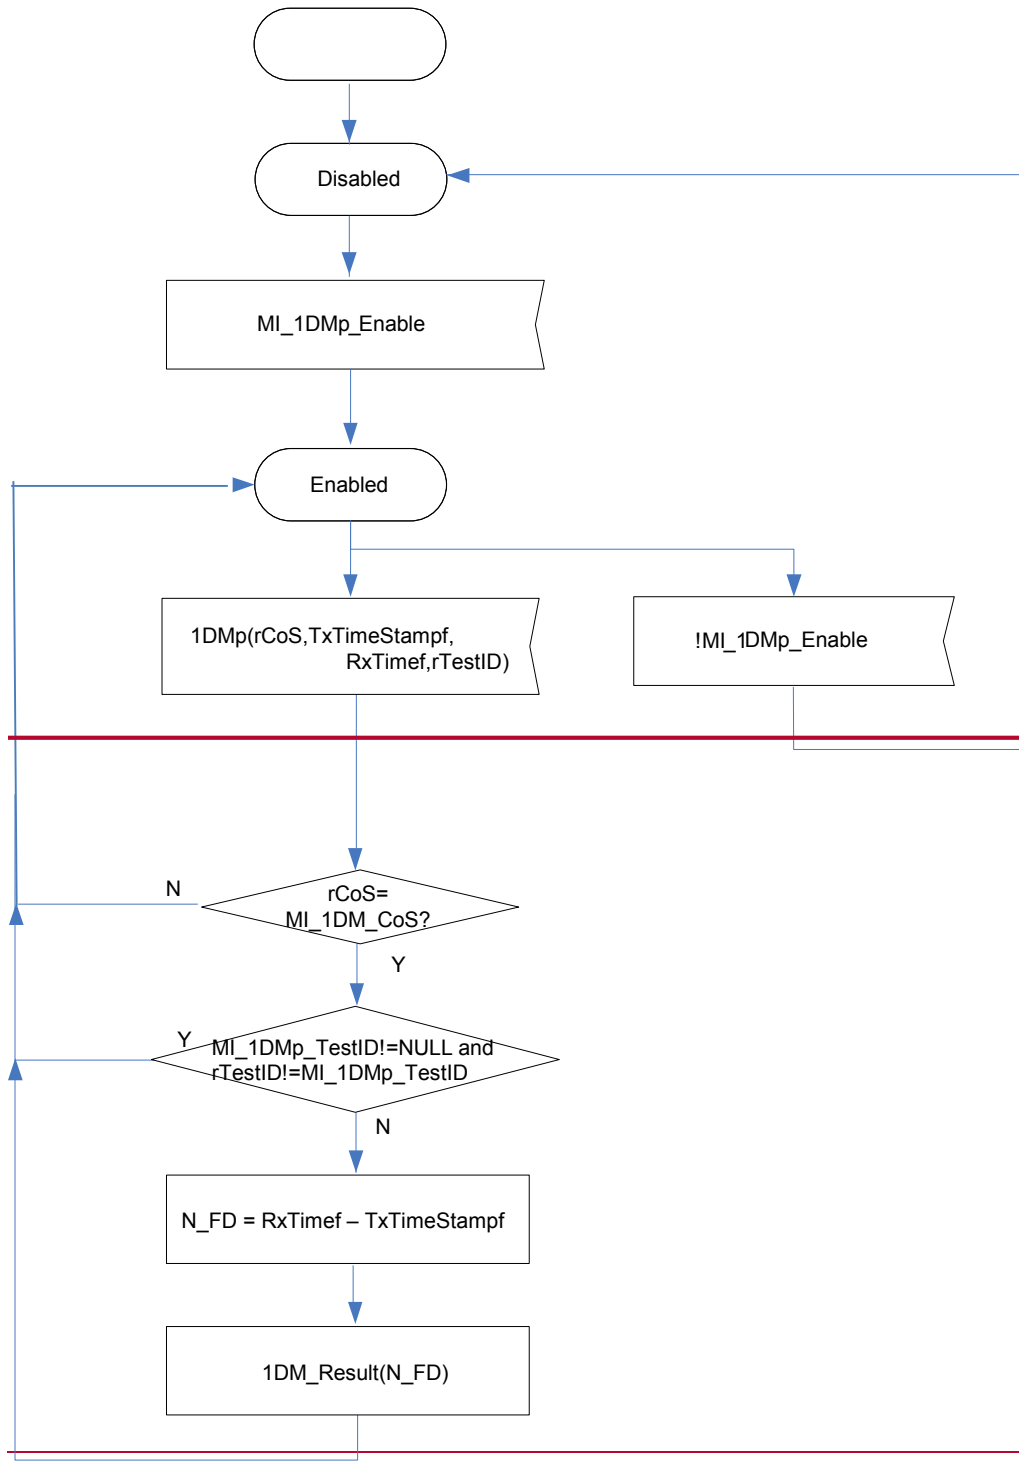 Disabled
MI_1DMp_Enable
Enabled
1DMp(rCoS,TxTimeStampf,
RxTimef,rTestID)
!MI_1DMp_Enable
N
rCoS=
MI_1DM_CoS?
Y
Y
MI_1DMp_TestID!=NULL and
rTestID!=MI_1DMp_TestID
N
N_FD = RxTimef – TxTimeStampf
1DM_Result(N_FD)